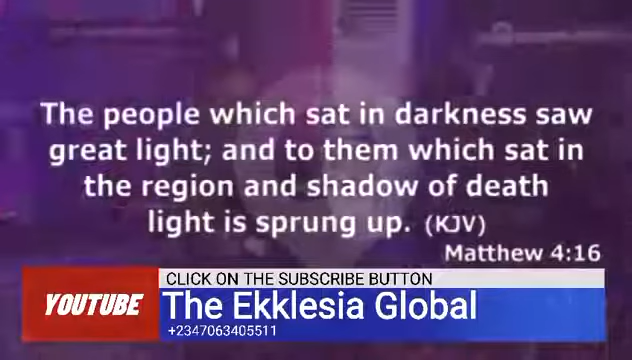 The people which sat in darkness saw
great light; and to them which sat in
the region and shadow of death
light is sprung up. (KJV)
Matthew 4:16
CLICK ON THE SUBSCRIBE BUTTON
YOUTUBE
The Ekklesia Global
+2347063405511